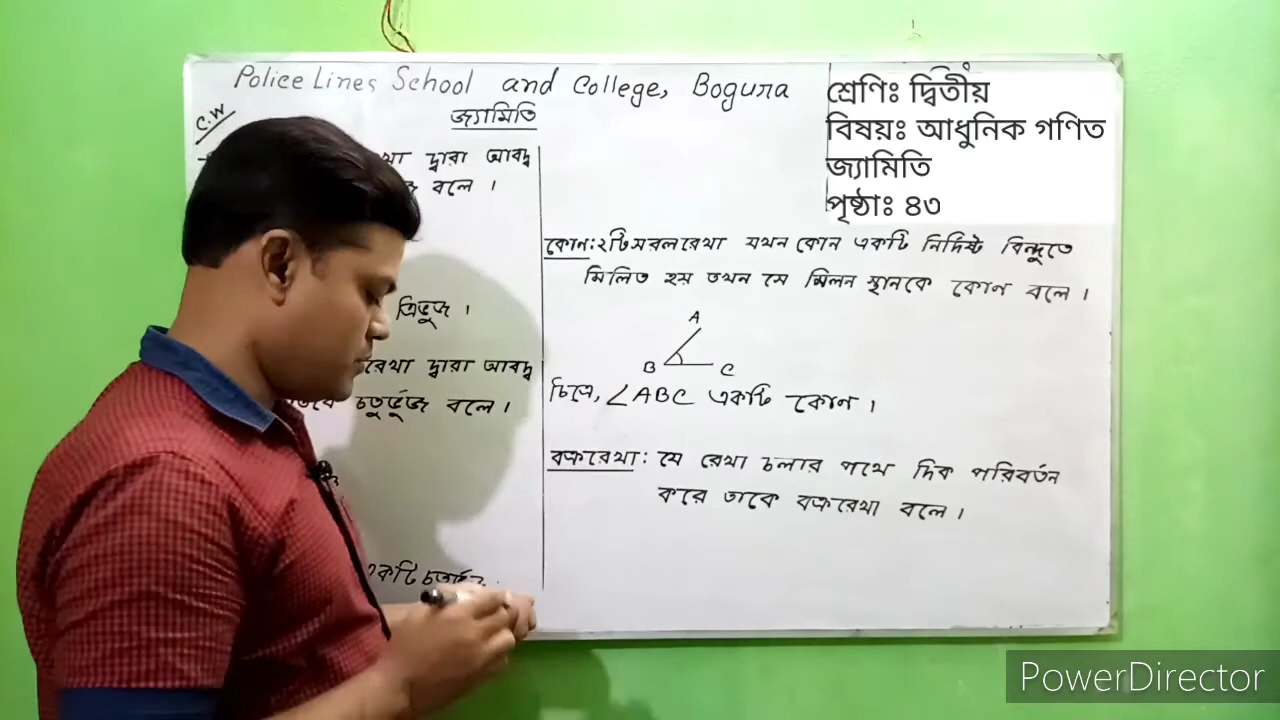 Police Lines School and College, Bogura
C.W
জ্যামিতি
দ্বারা আবদ্ধ
বলে ।
ত্রিভুজ ।
রেখা দ্বারা আবদ্ধ
চতুর্ভূজ বলে ।
একটি
শ্রেণিঃ দ্বিতীয়
বিষয়ঃ আধুনিক গণিত
জ্যামিতি
পৃষ্ঠাঃ ৪৩
কোণ: ২টি সরলরেখা যখন কোন একটি নির্দিষ্ট বিন্দুতে
মিলিত হয় তখন সে মিলন স্থানকে কোণ বলে ।
A
B C
চিত্রে, ∠ABC একটি কোণ ।
বক্ররেখা: যে রেখা চলার পথে দিক পরিবর্তন
করে তাকে বক্ররেখা বলে ।
PowerDirector